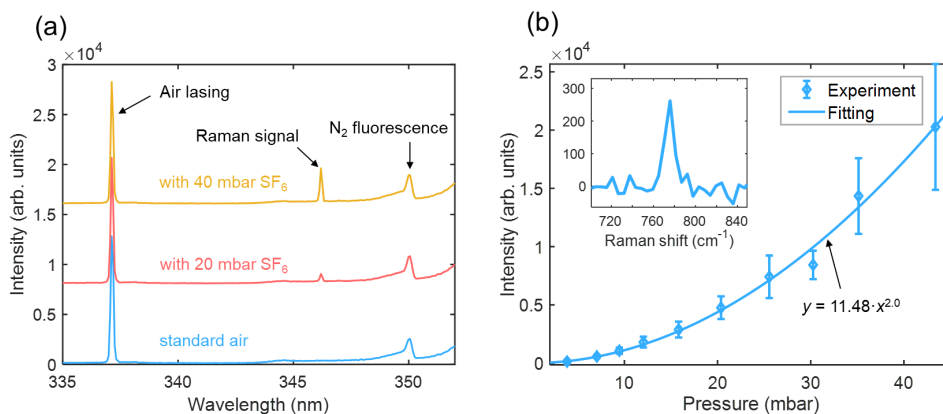 (a)
×10⁴
3
2.5
2
1.5
1
0.5
0
Intensity (arb. units)
335
340
345
350
Wavelength (nm)
Air lasing
Raman signal
N₂ fluorescence
with 40 mbar SF₆
with 20 mbar SF₆
standard air
(b)
×10⁴
2.5
2
1.5
1
0.5
0
Intensity (arb. units)
10
20
30
40
Pressure (mbar)
300
200
100
0
720
760
800
840
Raman shift (cm⁻¹)
Experiment
Fitting
y = 11.48·x²·⁰